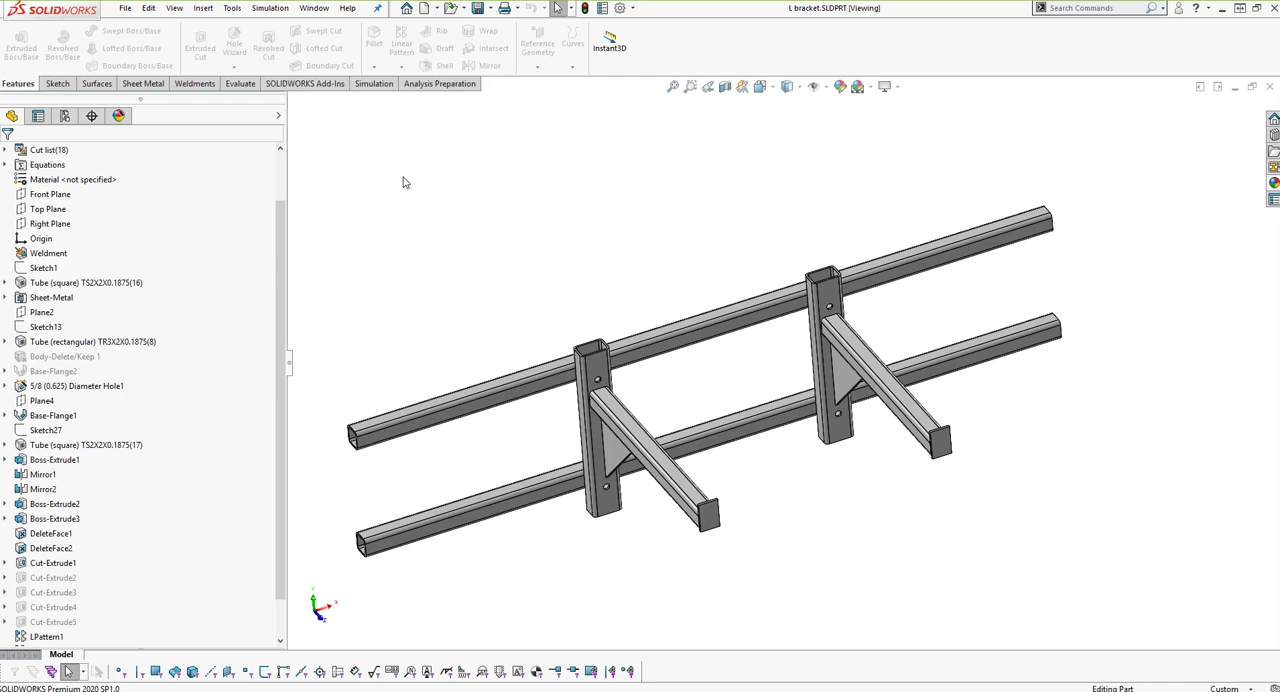 SOLIDWORKS File Edit View Insert Tools Simulation Window Help L bracket.SLDPRT [Viewing] Search Commands ?
Extruded Boss/Base
Revolved Boss/Base
Swept Boss/Base
Lofted Boss/Base
Boundary Boss/Base
Extruded Cut
Hole Wizard
Revolved Cut
Swept Cut
Lofted Cut
Boundary Cut
Fillet
Linear Pattern
Rib
Draft
Shell
Wrap
Intersect
Mirror
Reference Geometry
Curves
Instant3D
Features Sketch Surfaces Sheet Metal Weldments Evaluate SOLIDWORKS Add-Ins Simulation Analysis Preparation
Cut list(18)
Equations
Material <not specified>
Front Plane
Top Plane
Right Plane
Origin
Weldment
Sketch1
Tube (square) TS2X2X0.1875(16)
Sheet-Metal
Plane2
Sketch13
Tube (rectangular) TR3X2X0.1875(8)
Body-Delete/Keep 1
Base-Flange2
5/8 (0.625) Diameter Hole1
Plane4
Base-Flange1
Sketch27
Tube (square) TS2X2X0.1875(17)
Boss-Extrude1
Mirror1
Mirror2
Boss-Extrude2
Boss-Extrude3
DeleteFace1
DeleteFace2
Cut-Extrude1
Cut-Extrude2
Cut-Extrude3
Cut-Extrude4
Cut-Extrude5
LPattern1
Y
X
Z
Model
SOLIDWORKS Premium 2020 SP1.0 Editing Part Custom